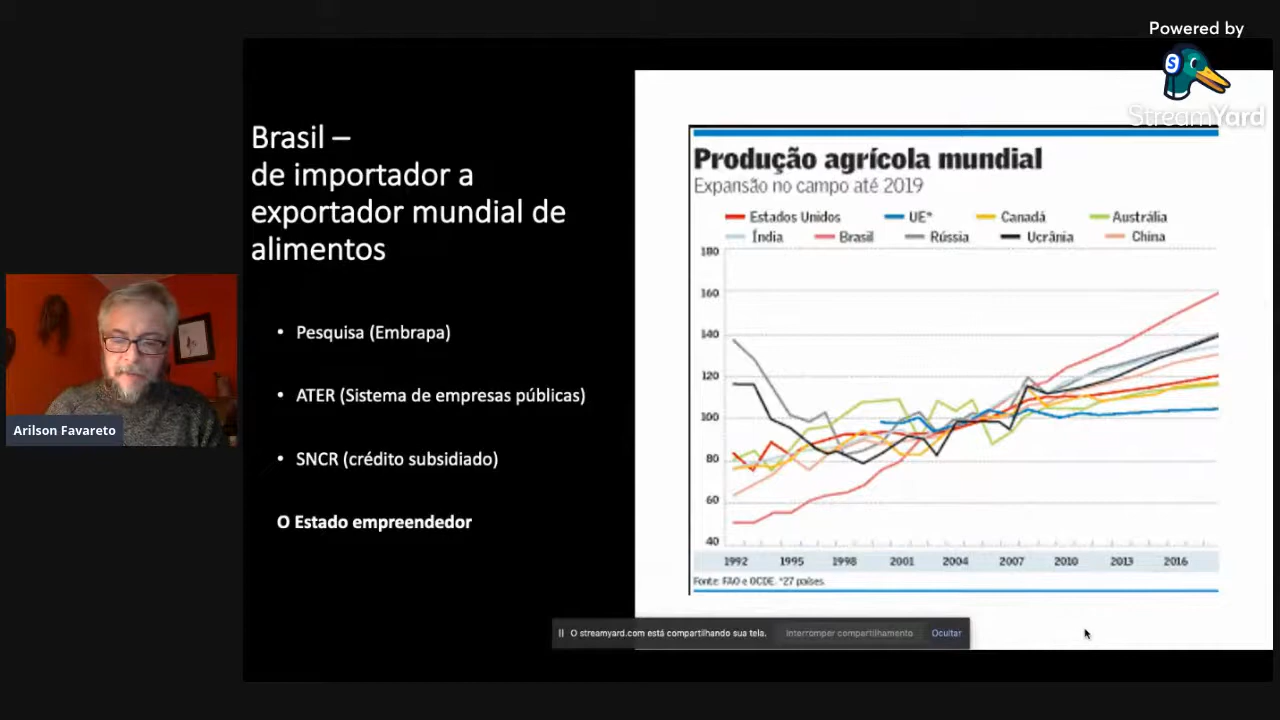 Powered by
S
StreamYard
Brasil –
de importador a
exportador mundial de
alimentos
• Pesquisa (Embrapa)
• ATER (Sistema de empresas públicas)
• SNCR (crédito subsidiado)
O Estado empreendedor
Arilson Favareto
Produção agrícola mundial
Expansão no campo até 2019
Estados Unidos UE* Canadá Austrália
Índia Brasil Rússia Ucrânia China
180
160
140
120
100
80
60
40
1992 1995 1998 2001 2004 2007 2010 2013 2016
Fonte: FAO e OCDE. *27 países.
O streamyard.com está compartilhando sua tela. Interromper compartilhamento Ocultar